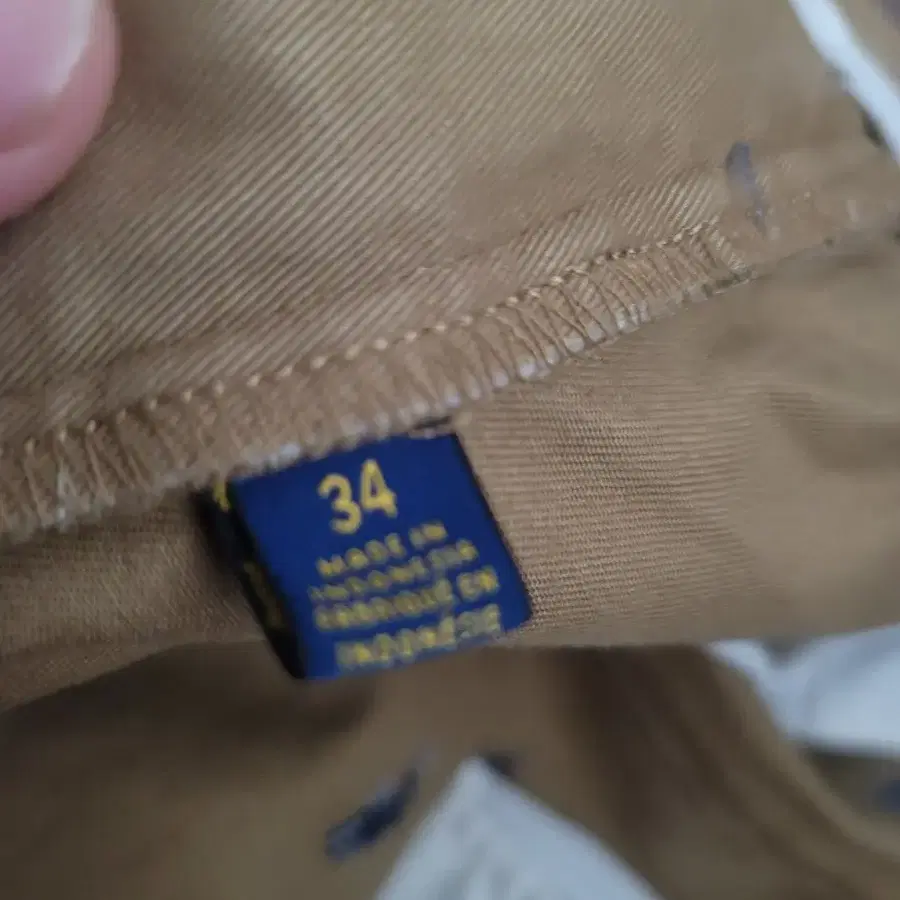 34
MADE IN
INDONESIA
FABRIQUÉ EN
INDONÉSIE